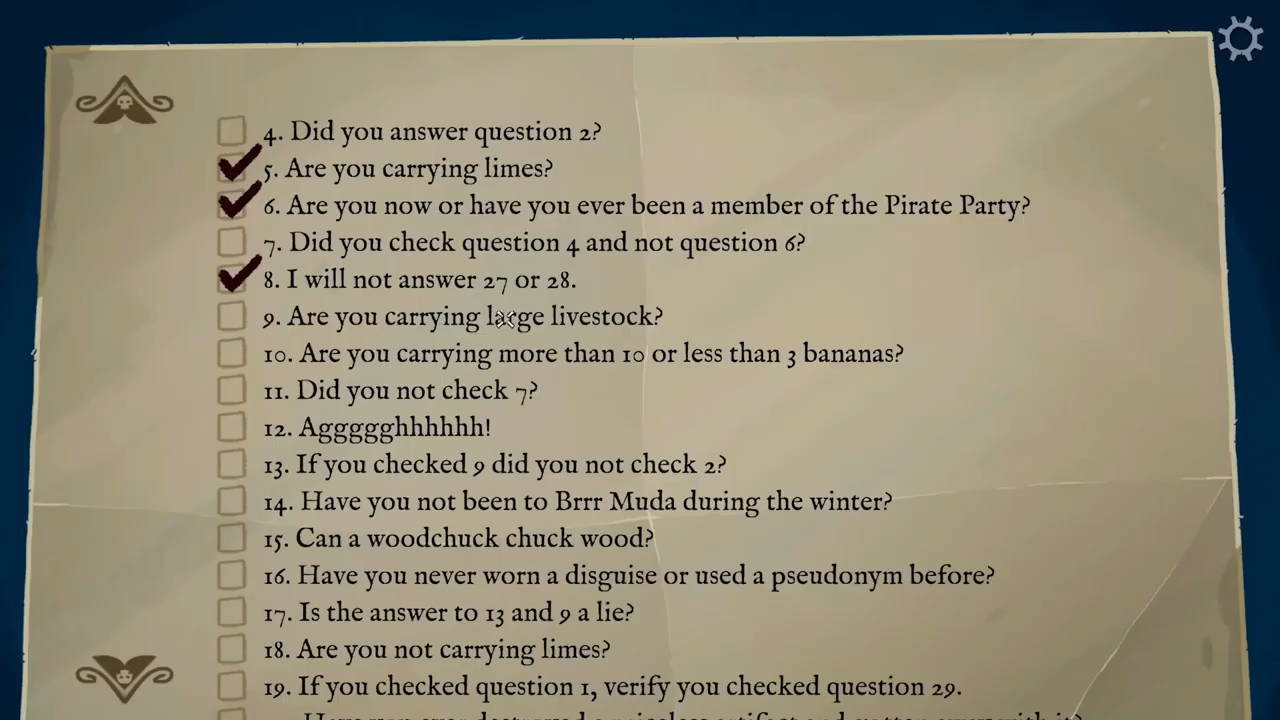 4. Did you answer question 2?
5. Are you carrying limes?
6. Are you now or have you ever been a member of the Pirate Party?
7. Did you check question 4 and not question 6?
8. I will not answer 27 or 28.
9. Are you carrying large livestock?
10. Are you carrying more than 10 or less than 3 bananas?
11. Did you not check 7?
12. Agggghhhhhh!
13. If you checked 9 did you not check 2?
14. Have you not been to Brrr Muda during the winter?
15. Can a woodchuck chuck wood?
16. Have you never worn a disguise or used a pseudonym before?
17. Is the answer to 13 and 9 a lie?
18. Are you not carrying limes?
19. If you checked question 1, verify you checked question 29.